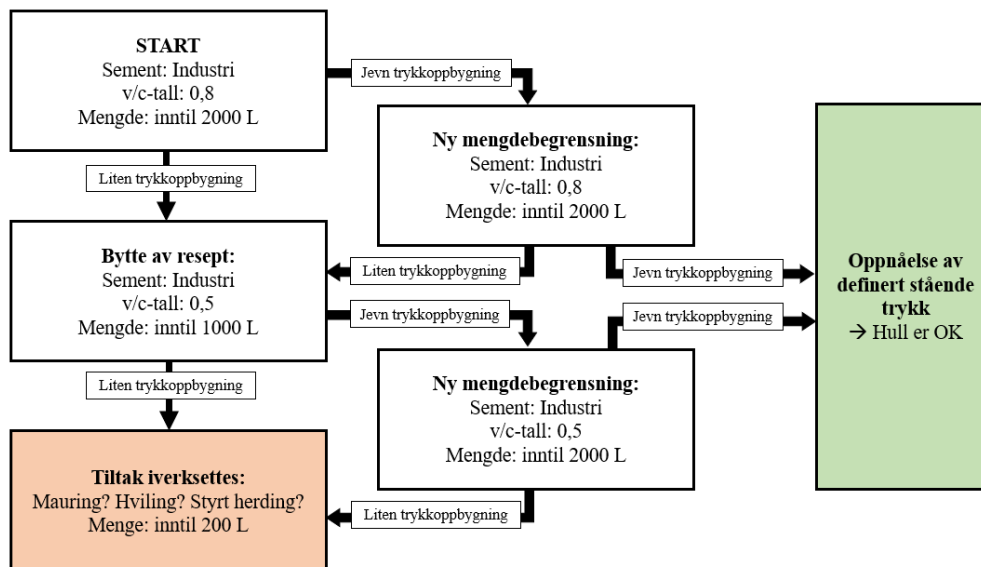 START
Sement: Industri
v/c-tall: 0,8
Mengde: inntil 2000 L
Jevn trykkoppbygning
Liten trykkoppbygning
Ny mengdebegrensning:
Sement: Industri
v/c-tall: 0,8
Mengde: inntil 2000 L
Bytte av resept:
Sement: Industri
v/c-tall: 0,5
Mengde: inntil 1000 L
Liten trykkoppbygning
Jevn trykkoppbygning
Oppnåelse av
definert stående
trykk
→ Hull er OK
Jevn trykkoppbygning
Jevn trykkoppbygning
Liten trykkoppbygning
Ny mengdebegrensning:
Sement: Industri
v/c-tall: 0,5
Mengde: inntil 2000 L
Tiltak iverksettes:
Mauring? Hviling? Styrt herding?
Menge: inntil 200 L
Liten trykkoppbygning